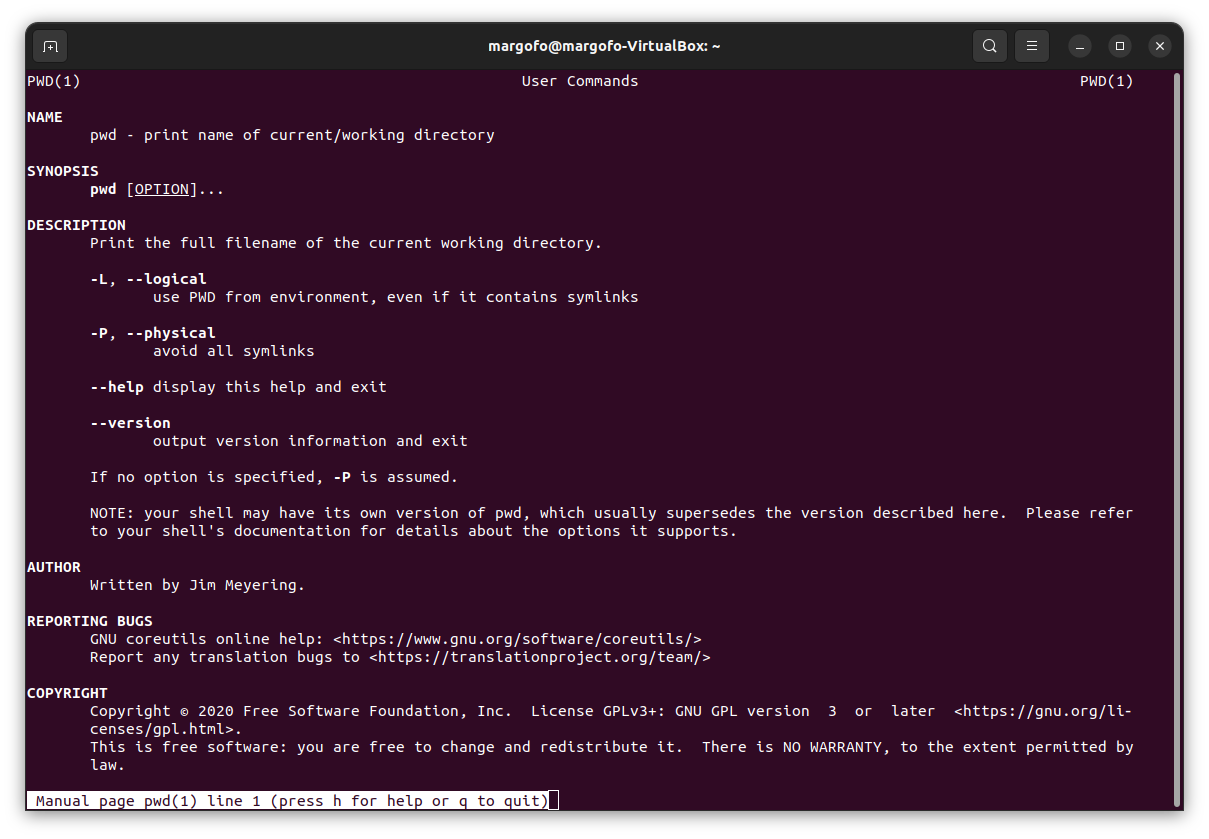 margofo@margofo-VirtualBox: ~
PWD(1) User Commands PWD(1)
NAME
pwd - print name of current/working directory
SYNOPSIS
pwd [OPTION]...
DESCRIPTION
Print the full filename of the current working directory.
-L, --logical
use PWD from environment, even if it contains symlinks
-P, --physical
avoid all symlinks
--help display this help and exit
--version
output version information and exit
If no option is specified, -P is assumed.
NOTE: your shell may have its own version of pwd, which usually supersedes the version described here.  Please refer
to your shell's documentation for details about the options it supports.
AUTHOR
Written by Jim Meyering.
REPORTING BUGS
GNU coreutils online help: <https://www.gnu.org/software/coreutils/>
Report any translation bugs to <https://translationproject.org/team/>
COPYRIGHT
Copyright © 2020 Free Software Foundation, Inc.  License GPLv3+: GNU GPL version  3  or  later  <https://gnu.org/li-
censes/gpl.html>.
This is free software: you are free to change and redistribute it.  There is NO WARRANTY, to the extent permitted by
law.
Manual page pwd(1) line 1 (press h for help or q to quit)